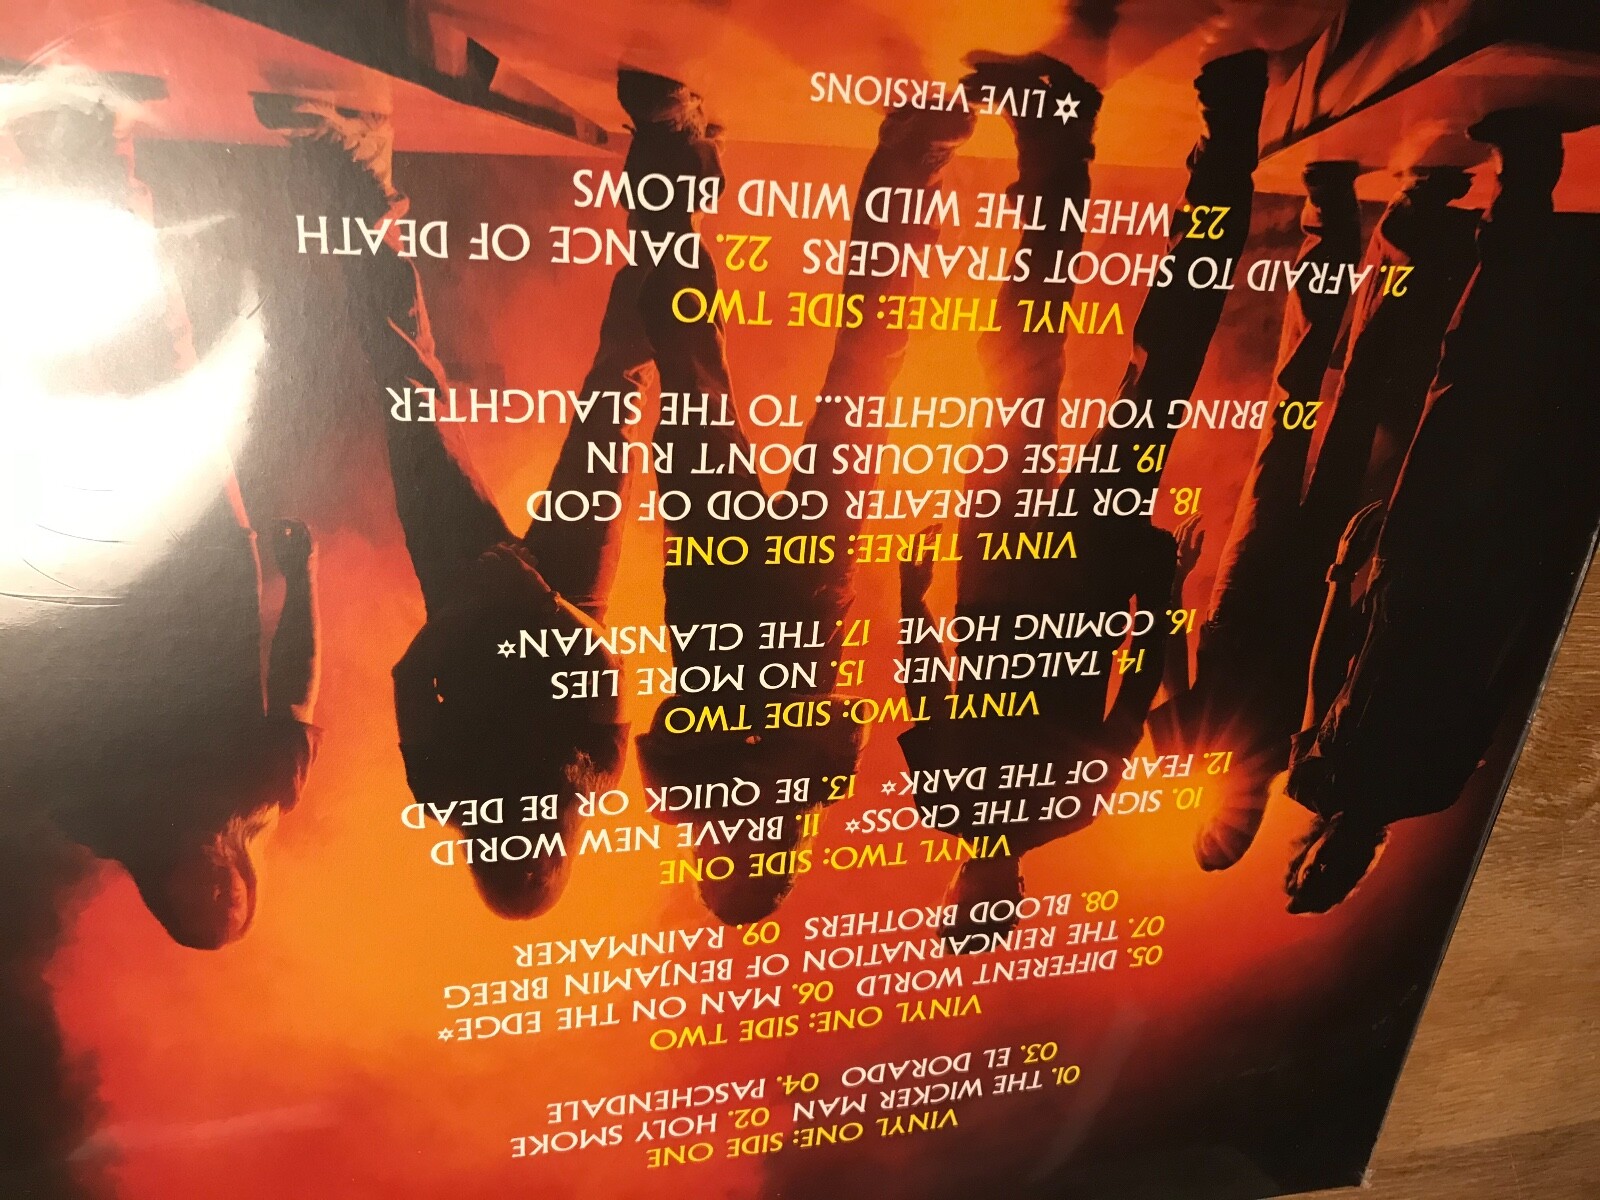 VINYL ONE: SIDE ONE
01. THE WICKER MAN 02. HOLY SMOKE
03. EL DORADO 04. PASCHENDALE
VINYL ONE: SIDE TWO
05. DIFFERENT WORLD 06. MAN ON THE EDGE✡
07. THE REINCARNATION OF BENJAMIN BREEG
08. BLOOD BROTHERS 09. RAINMAKER
VINYL TWO: SIDE ONE
10. SIGN OF THE CROSS✡ 11. BRAVE NEW WORLD
12. FEAR OF THE DARK✡ 13. BE QUICK OR BE DEAD
VINYL TWO: SIDE TWO
14. TAILGUNNER 15. NO MORE LIES
16. COMING HOME 17. THE CLANSMAN✡
VINYL THREE: SIDE ONE
18. FOR THE GREATER GOOD OF GOD
19. THESE COLOURS DON'T RUN
20. BRING YOUR DAUGHTER... TO THE SLAUGHTER
VINYL THREE: SIDE TWO
21. AFRAID TO SHOOT STRANGERS 22. DANCE OF DEATH
23. WHEN THE WILD WIND BLOWS
✡ LIVE VERSIONS